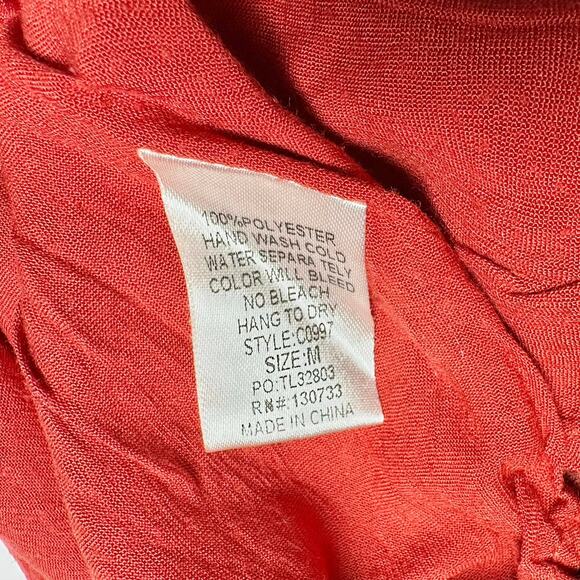 100%POLYESTER
HAND WASH COLD
WATER SEPARA TELY
COLOR WILL BLEED
NO BLEACH
HANG TO DRY
STYLE:C0997
SIZE:M
PO:TL32803
RN#:130733
MADE IN CHINA